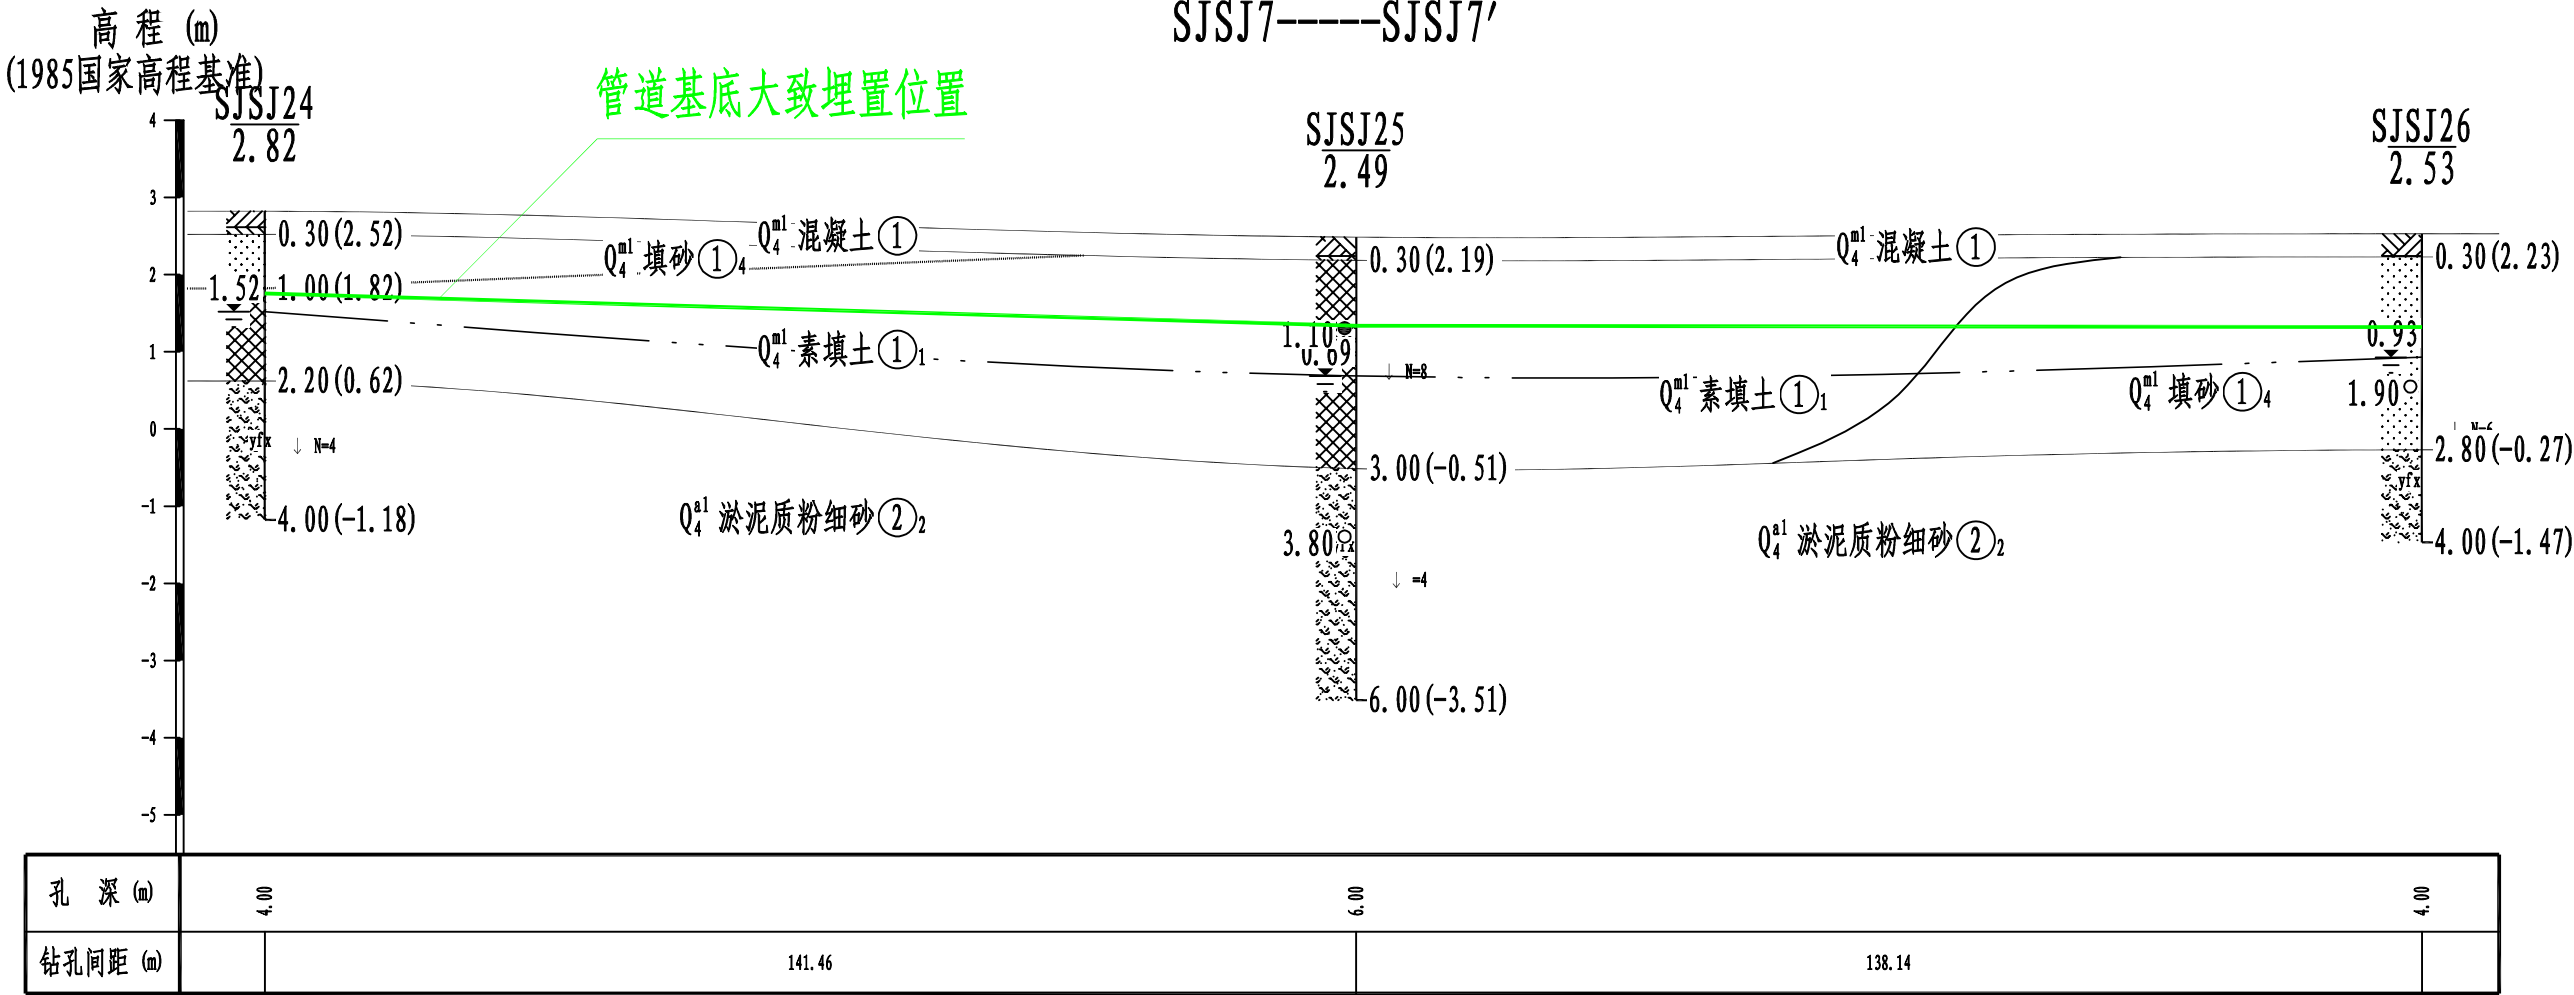 SJSJ7-----SJSJ7′
高 程 (m)
(1985国家高程基准)
管道基底大致埋置位置
SJSJ24
2.82
SJSJ25
2.49
SJSJ26
2.53
4
3
2
1
0
-1
-2
-3
-4
-5
0.30(2.52)
1.52
1.00(1.82)
2.20(0.62)
yfx
N=4
4.00(-1.18)
Q4ml 混凝土①
Q4ml 填砂①4
Q4ml 素填土①1
Q4al 淤泥质粉细砂②2
0.30(2.19)
1.10
0.69
N=8
3.00(-0.51)
3.80
=4
6.00(-3.51)
Q4ml 混凝土①
Q4ml 素填土①1
Q4ml 填砂①4
Q4al 淤泥质粉细砂②2
0.30(2.23)
0.93
1.90
2.80(-0.27)
yfx
4.00(-1.47)
孔 深 (m) 4.00 6.00 4.00
钻孔间距 (m) 141.46 138.14